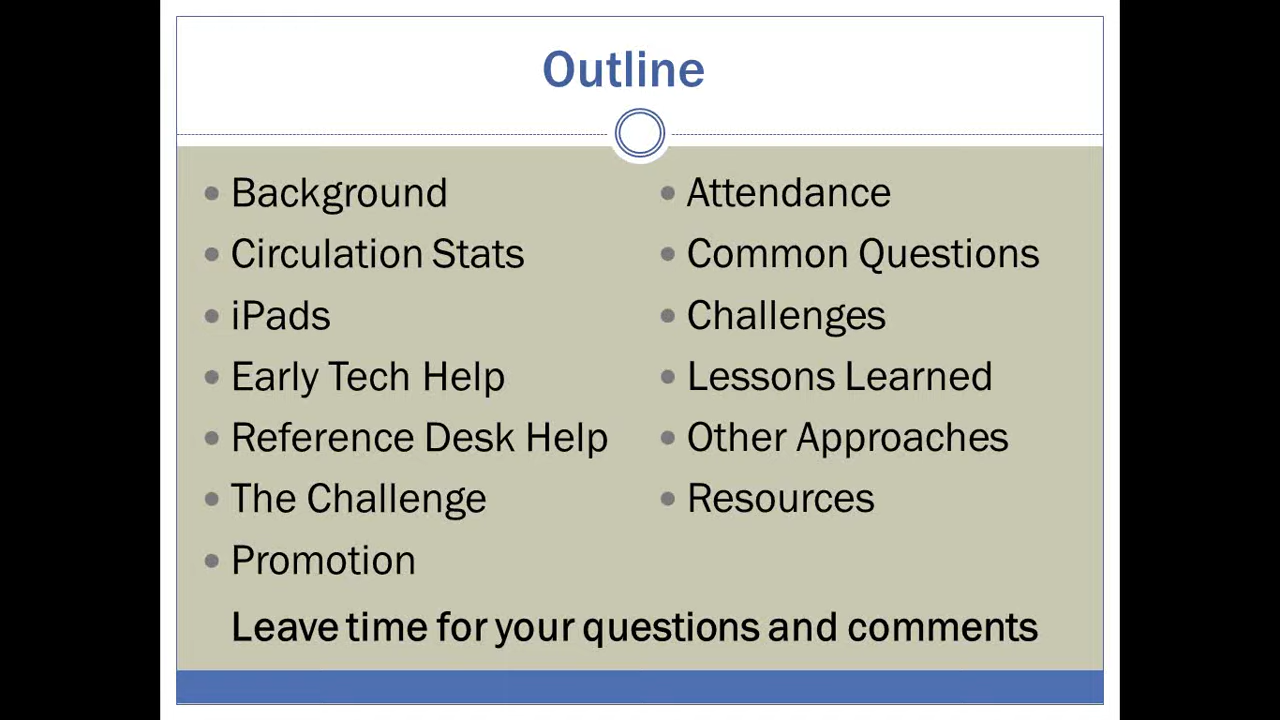 Outline
Background
Circulation Stats
iPads
Early Tech Help
Reference Desk Help
The Challenge
Promotion
Attendance
Common Questions
Challenges
Lessons Learned
Other Approaches
Resources
Leave time for your questions and comments